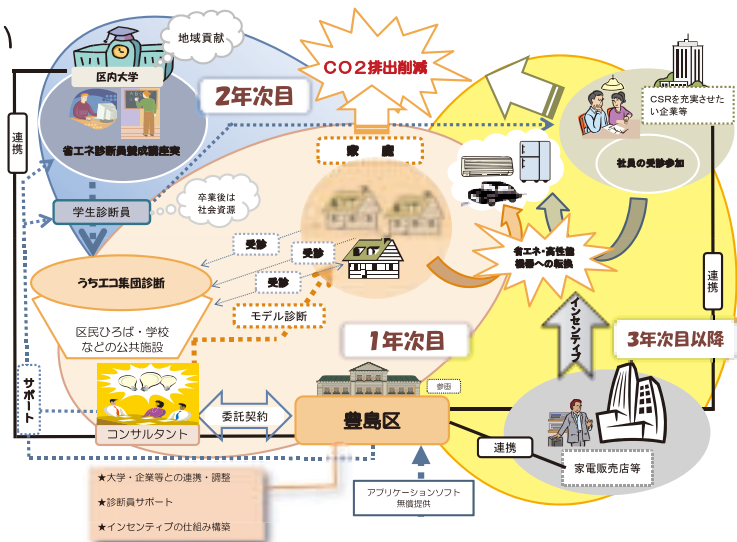 ）
地域貢献
区内大学
省エネ診断員養成講座実
連
携
2年次目
CO2排出削減
家　庭
CSRを充実させた
い企業等
社員の受診参加
学生診断員
卒業後は
社会資源
受診
受診
受診
うちエコ集団診断
区民ひろば・学校
などの公共施設
モデル診断
省エネ・高性能
機器への転換
連
携
インセンティブ
1年次目
3年次目以降
サポート
コンサルタント
委託契約
豊島区
参画
連携
家電販売店等
★大学・企業等との連携・調整
★診断員サポート
★インセンティブの仕組み構築
アプリケーションソフト
無償提供